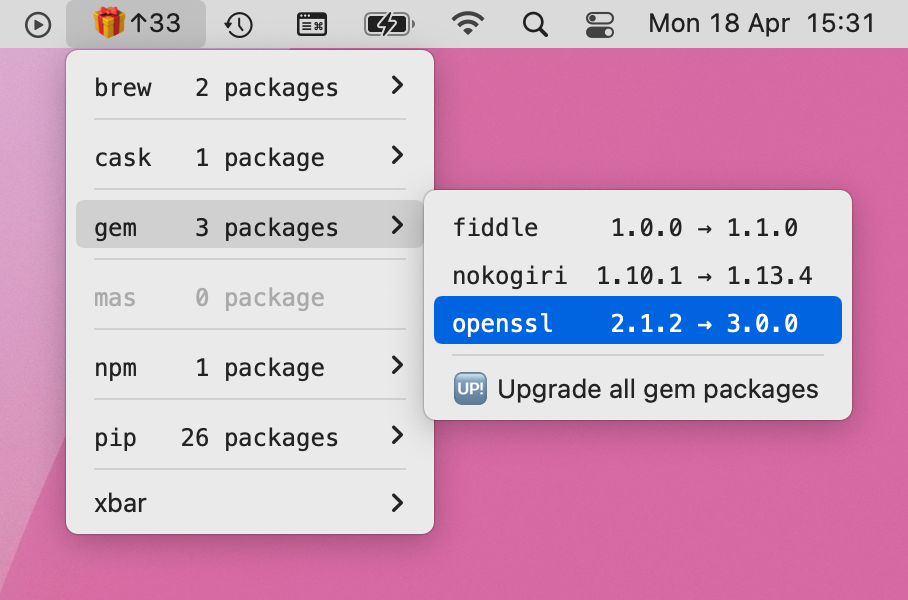 🎁↑33 Mon 18 Apr 15:31
brew 2 packages
cask 1 package
gem 3 packages
mas 0 package
npm 1 package
pip 26 packages
xbar
fiddle 1.0.0 → 1.1.0
nokogiri 1.10.1 → 1.13.4
openssl 2.1.2 → 3.0.0
UP! Upgrade all gem packages